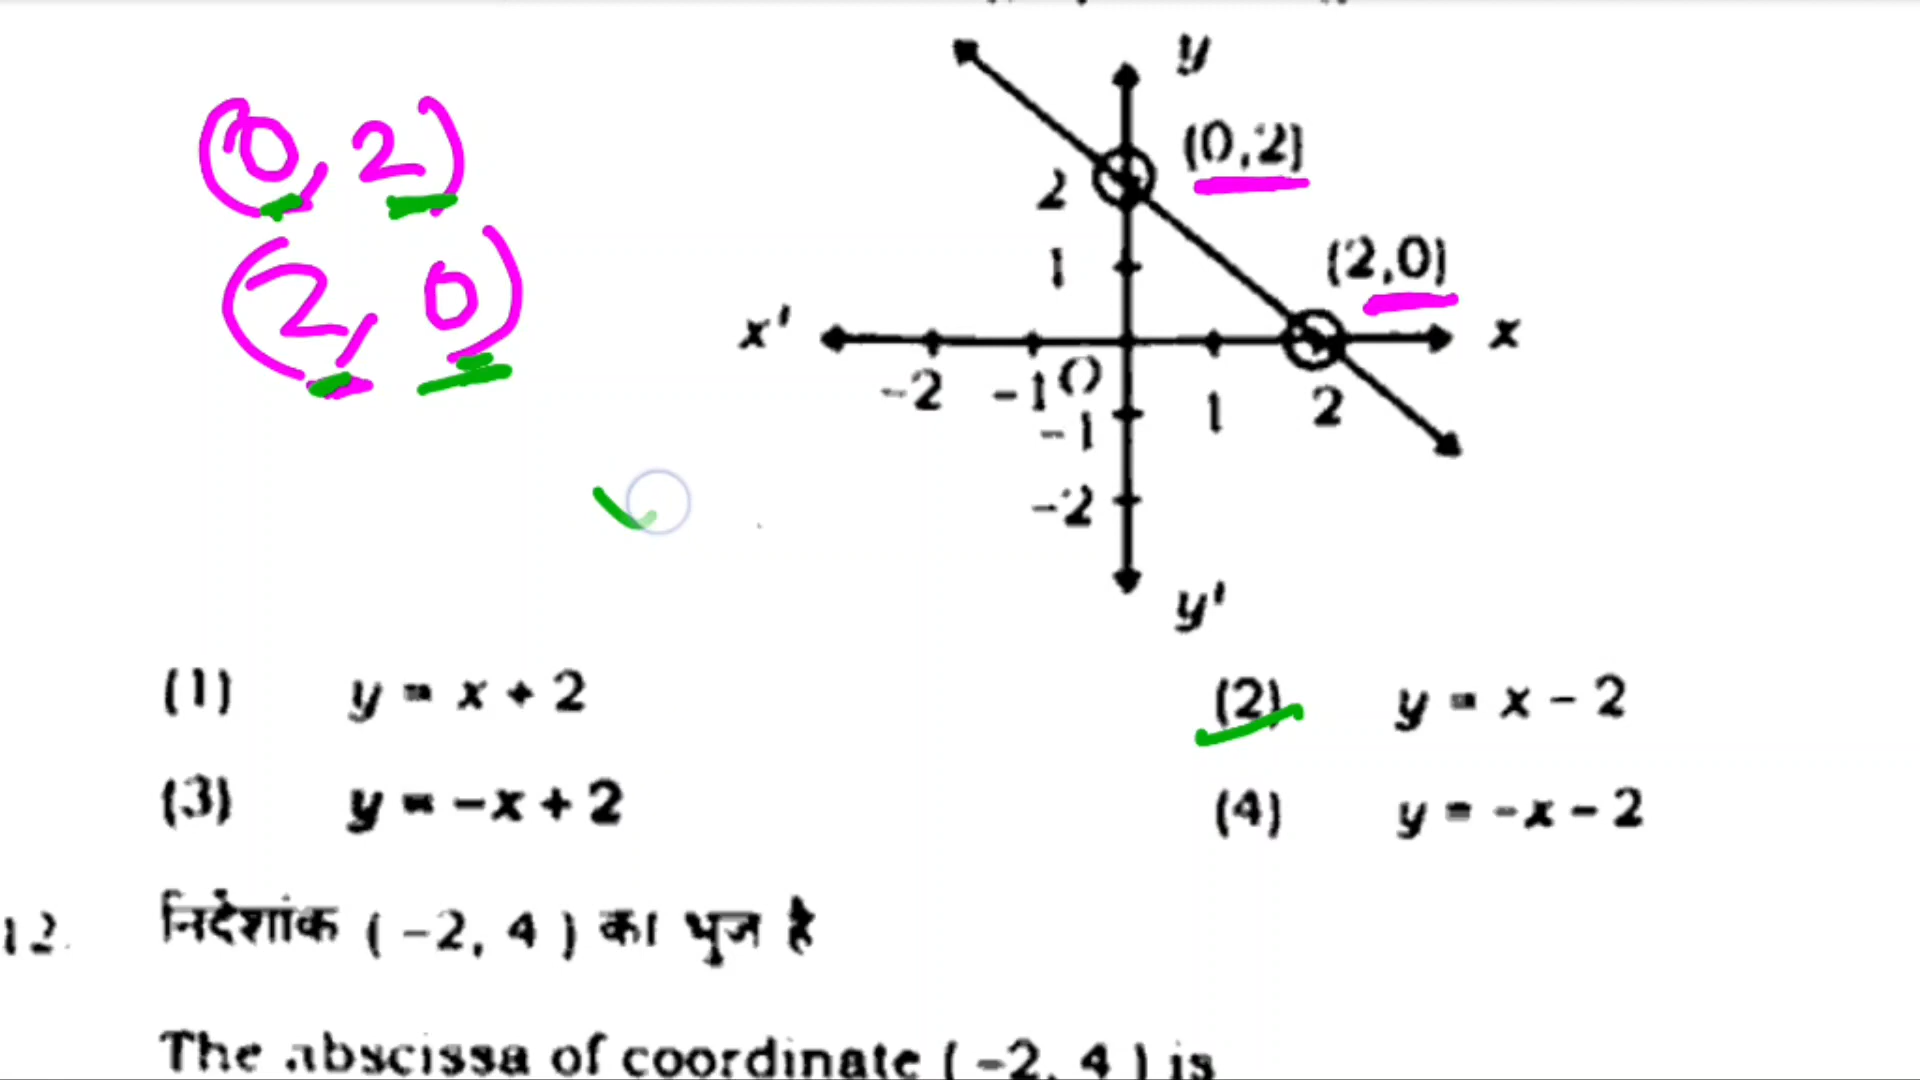 (0, 2)
(2, 0)
y
(0,2)
2
1
(2,0)
x'
x
-2 -1 O 1 2
-1
-2
y'
(1) y = x + 2
(2) y = x - 2
(3) y = -x + 2
(4) y = -x - 2
12. निर्देशांक ( -2, 4 ) का भूज है
The abscissa of coordinate ( -2, 4 ) is